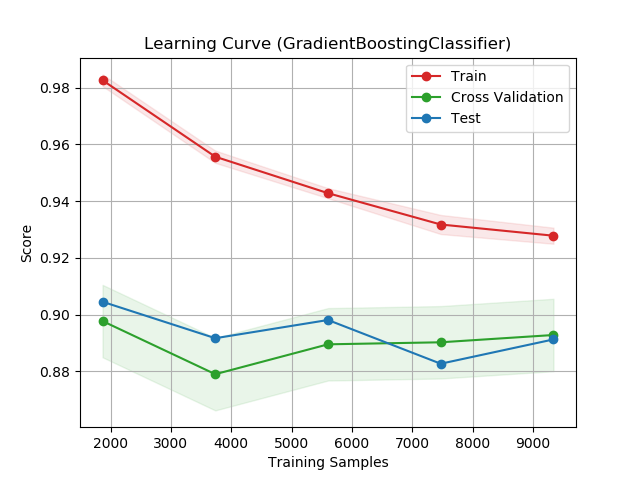 Learning Curve (GradientBoostingClassifier)
Train
Cross Validation
Test
0.98
0.96
0.94
0.92
0.90
0.88
Score
2000 3000 4000 5000 6000 7000 8000 9000
Training Samples